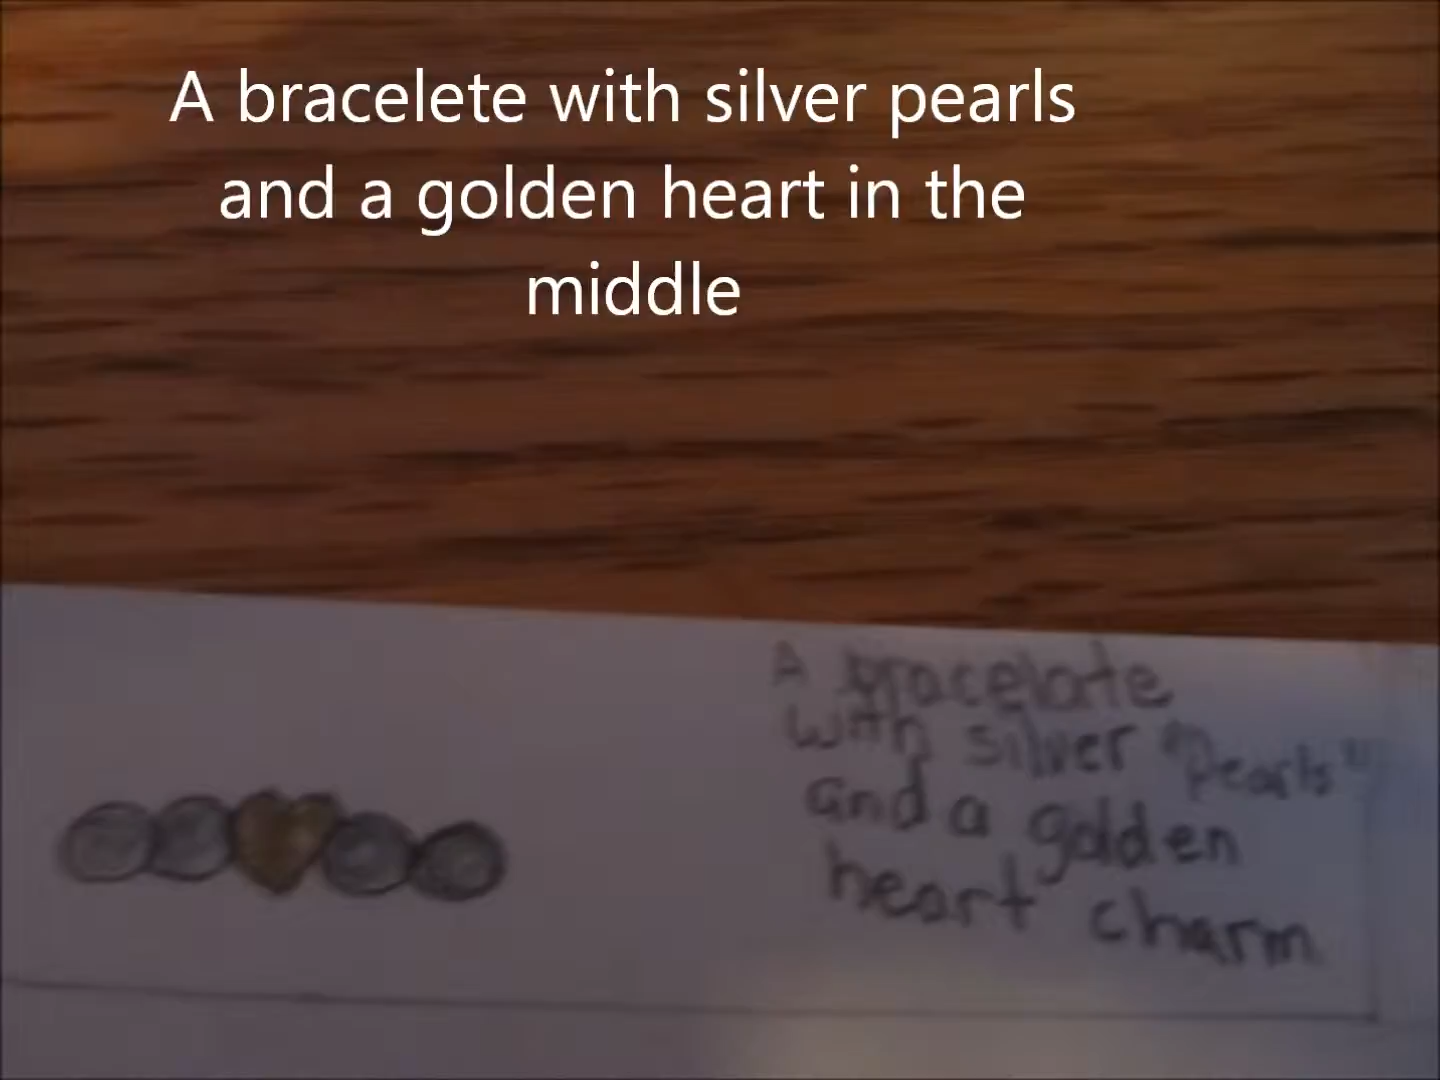 A bracelete with silver pearls
and a golden heart in the
middle
A bracelate
with silver "Pearls"
and a golden
heart charm